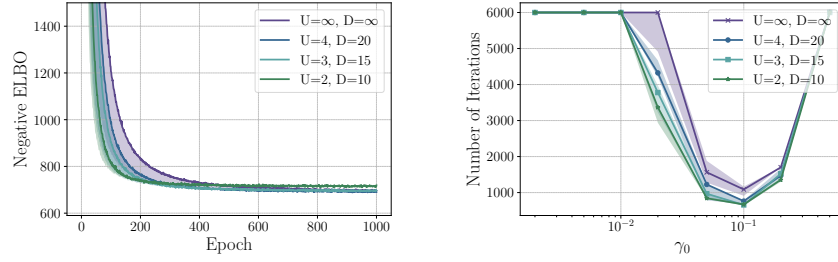 1400
1200
1000
800
600
Negative ELBO
0
200
400
600
800
1000
Epoch
U=∞, D=∞
U=4, D=20
U=3, D=15
U=2, D=10
6000
5000
4000
3000
2000
1000
Number of Iterations
10⁻²
10⁻¹
γ₀
U=∞, D=∞
U=4, D=20
U=3, D=15
U=2, D=10